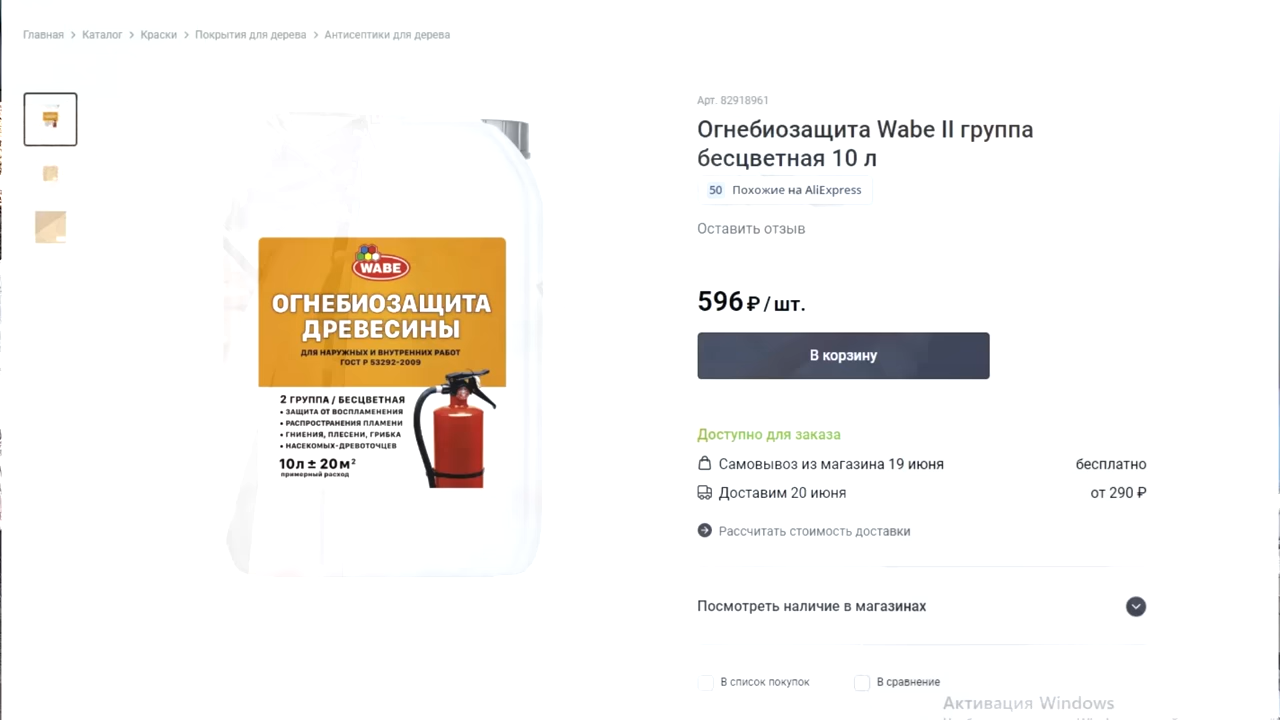 Главная > Каталог > Краски > Покрытия для дерева > Антисептики для дерева
Арт. 82918961
Огнебиозащита Wabe II группа
бесцветная 10 л
50 Похожие на AliExpress
Оставить отзыв
596 ₽ / шт.
В корзину
Доступно для заказа
Самовывоз из магазина 19 июня бесплатно
Доставим 20 июня от 290 ₽
Рассчитать стоимость доставки
Посмотреть наличие в магазинах
В список покупок В сравнение
WABE
ОГНЕБИОЗАЩИТА
ДРЕВЕСИНЫ
ДЛЯ НАРУЖНЫХ И ВНУТРЕННИХ РАБОТ
ГОСТ Р 53292-2009
2 ГРУППА / БЕСЦВЕТНАЯ
• ЗАЩИТА ОТ ВОСПЛАМЕНЕНИЯ
• РАСПРОСТРАНЕНИЯ ПЛАМЕНИ
• ГНИЕНИЯ, ПЛЕСЕНИ, ГРИБКА
• НАСЕКОМЫХ-ДРЕВОТОЧЦЕВ
10л ± 20м²
примерный расход
Активация Windows